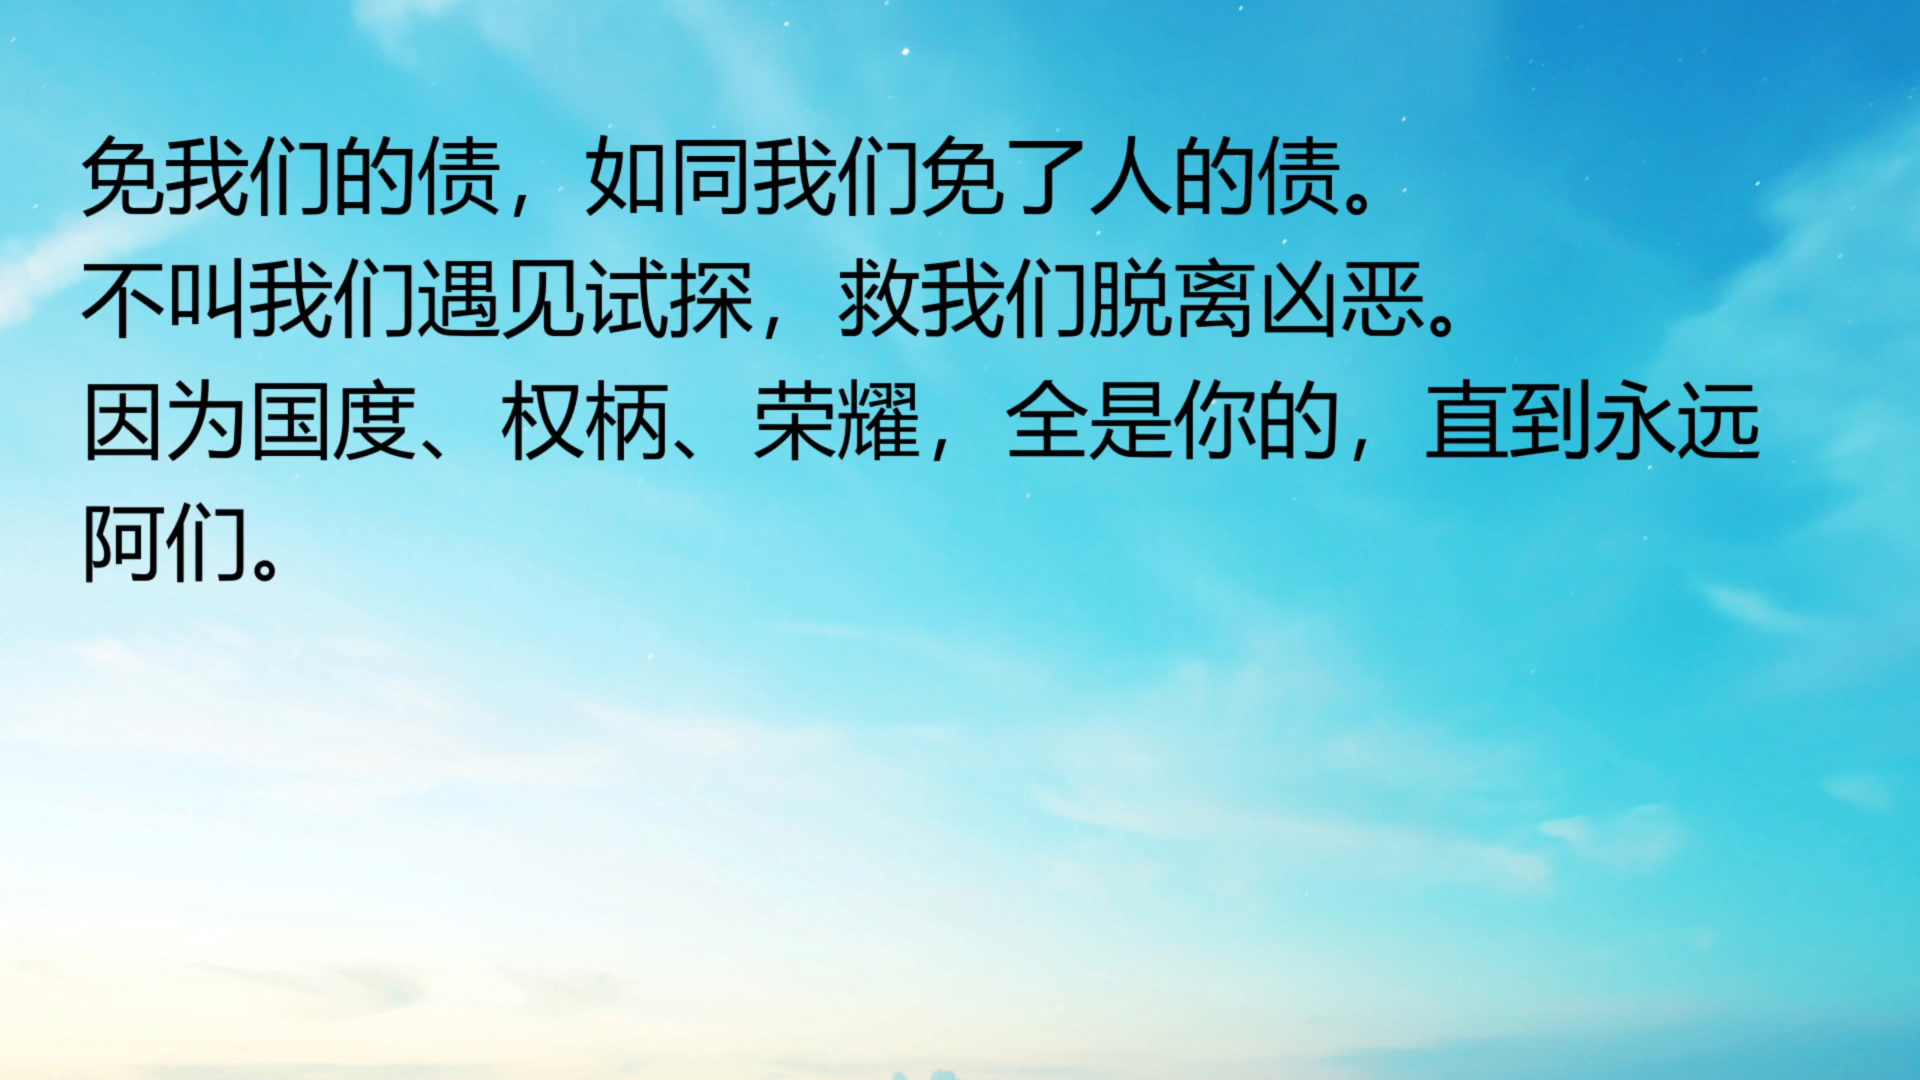 免我们的债，如同我们免了人的债。
不叫我们遇见试探，救我们脱离凶恶。
因为国度、权柄、荣耀，全是你的，直到永远
阿们。